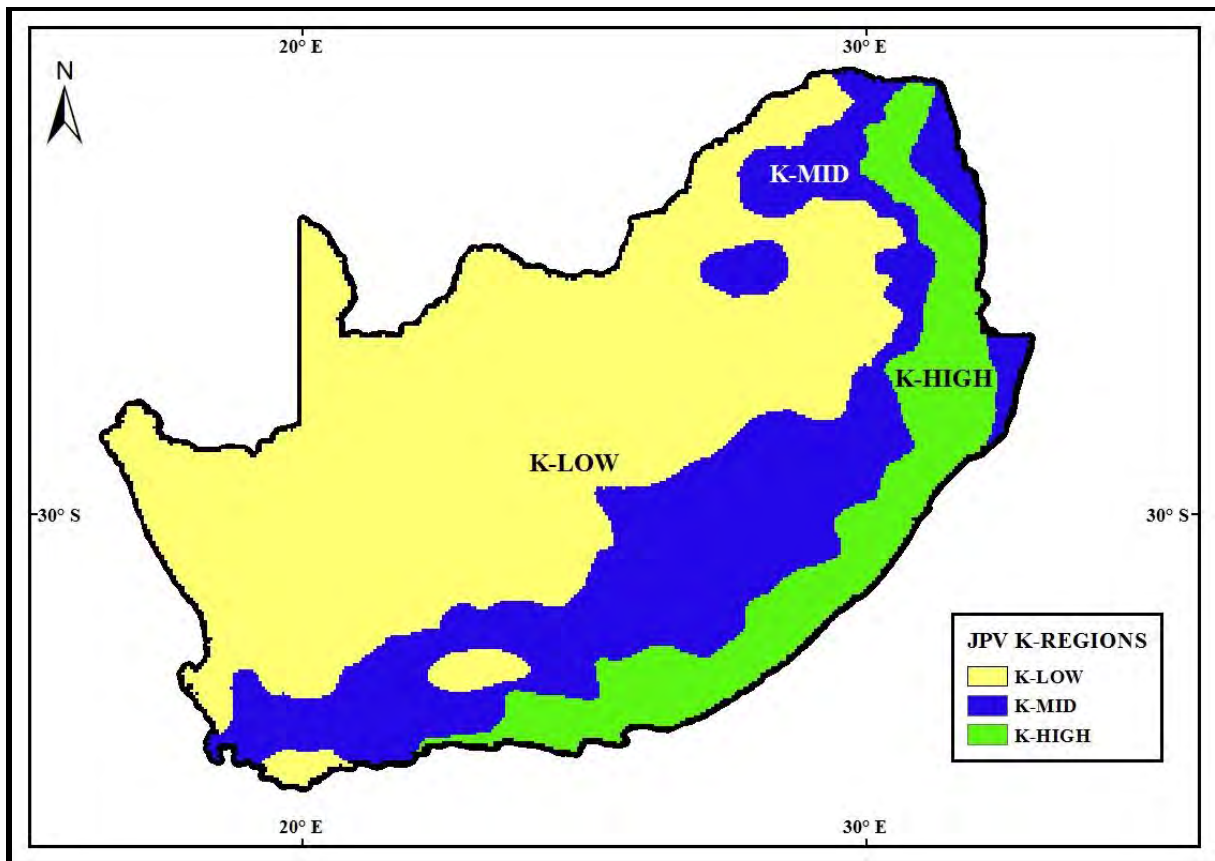 20° E
30° E
N
K-MID
K-HIGH
K-LOW
30° S
30° S
JPV K-REGIONS
K-LOW
K-MID
K-HIGH
20° E
30° E